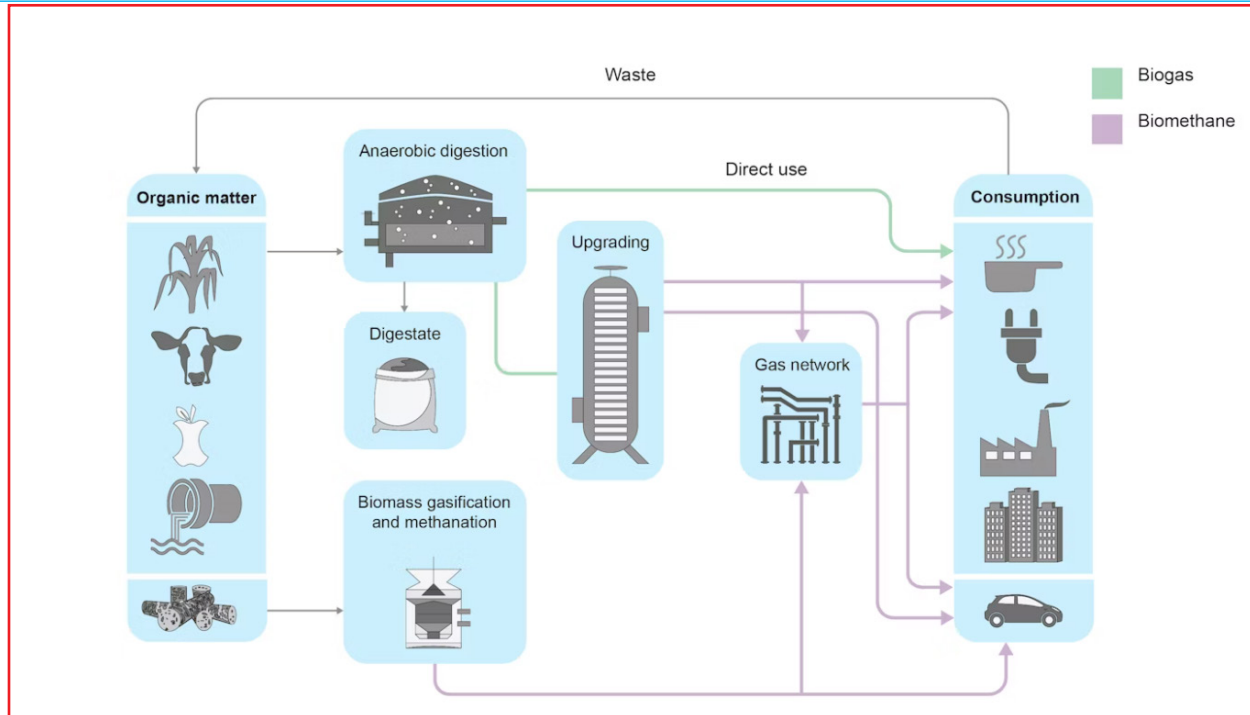 Waste
Biogas
Biomethane
Anaerobic digestion
Direct use
Organic matter
Consumption
Upgrading
Digestate
Gas network
Biomass gasification
and methanation